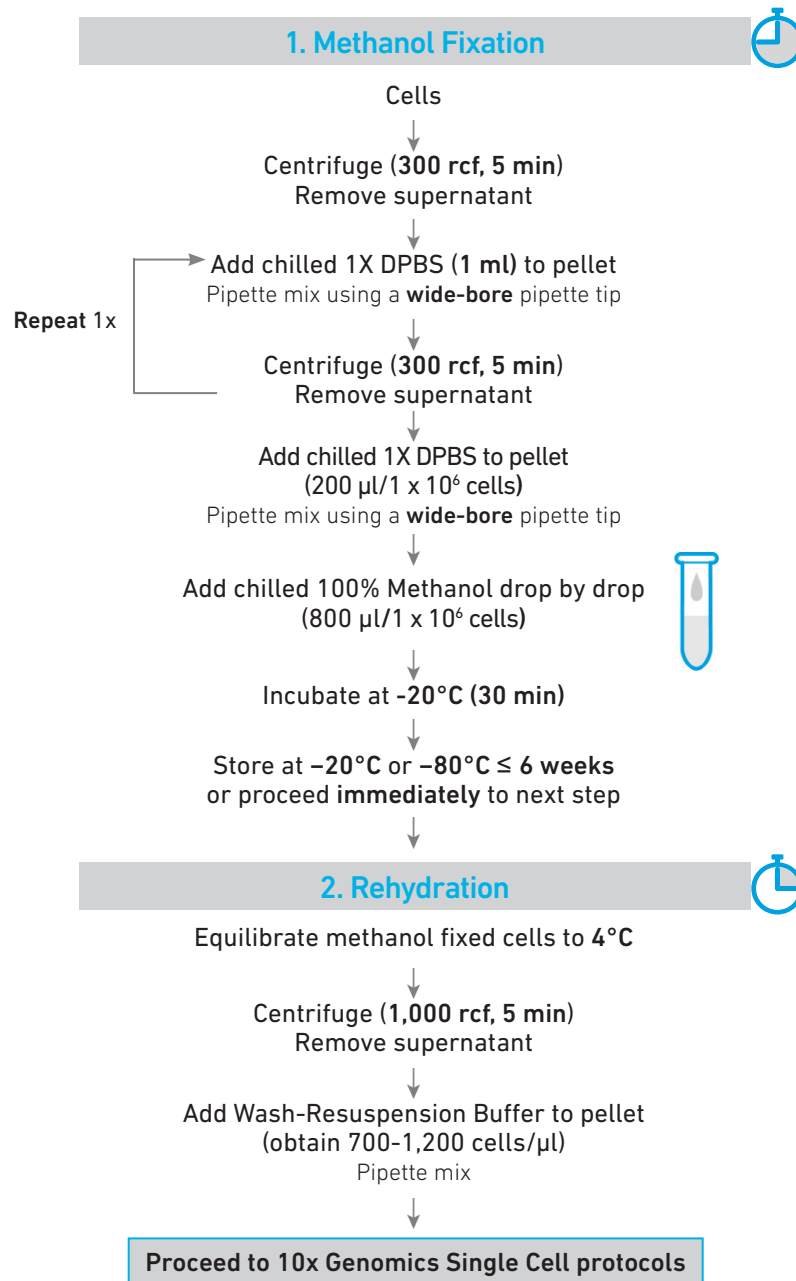 1. Methanol Fixation
Cells
Centrifuge (300 rcf, 5 min)
Remove supernatant
Add chilled 1X DPBS (1 ml) to pellet
Pipette mix using a wide-bore pipette tip
Repeat 1x
Centrifuge (300 rcf, 5 min)
Remove supernatant
Add chilled 1X DPBS to pellet
(200 µl/1 x 10⁶ cells)
Pipette mix using a wide-bore pipette tip
Add chilled 100% Methanol drop by drop
(800 µl/1 x 10⁶ cells)
Incubate at -20°C (30 min)
Store at –20°C or –80°C ≤ 6 weeks
or proceed immediately to next step
2. Rehydration
Equilibrate methanol fixed cells to 4°C
Centrifuge (1,000 rcf, 5 min)
Remove supernatant
Add Wash-Resuspension Buffer to pellet
(obtain 700-1,200 cells/µl)
Pipette mix
Proceed to 10x Genomics Single Cell protocols